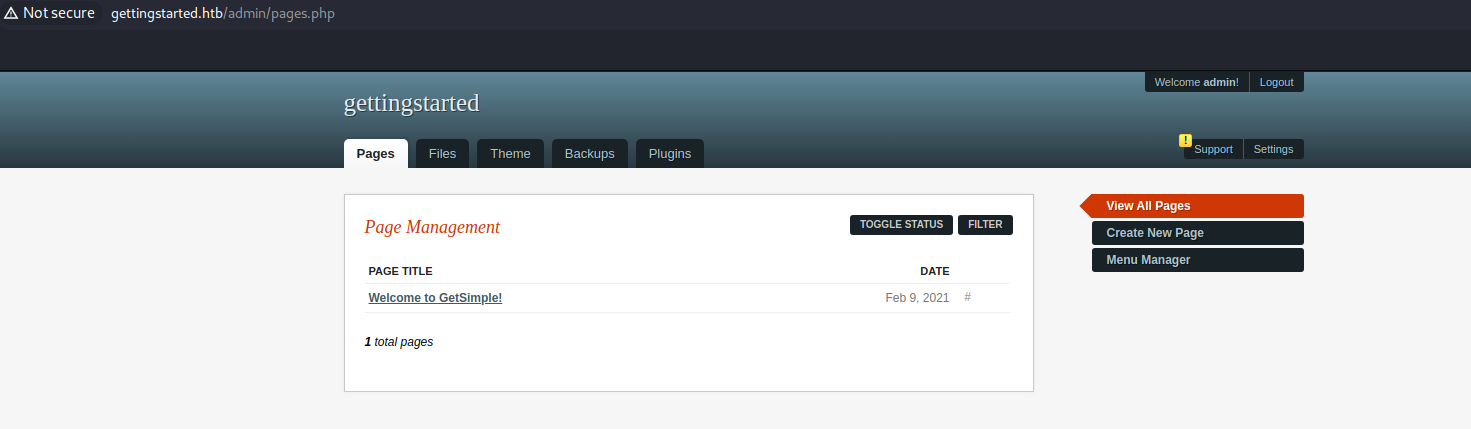 Not secure gettingstarted.htb/admin/pages.php
Welcome admin! Logout
gettingstarted
Pages Files Theme Backups Plugins
! Support Settings
Page Management TOGGLE STATUS FILTER
PAGE TITLE DATE
Welcome to GetSimple! Feb 9, 2021 #
1 total pages
View All Pages
Create New Page
Menu Manager